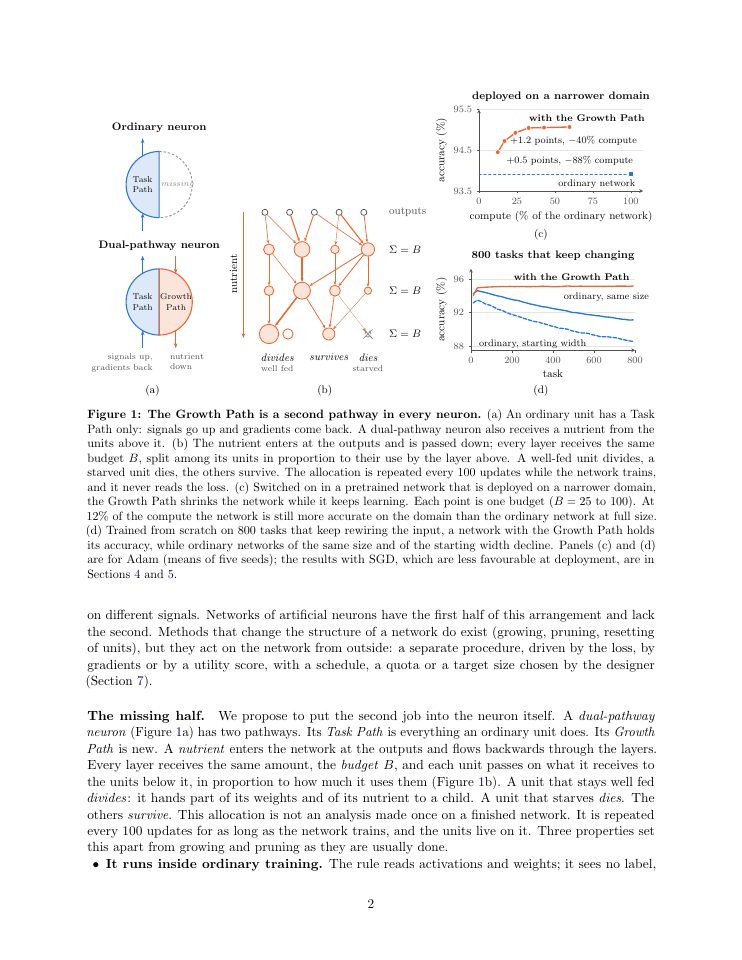 Ordinary neuron
Task
Path
missing
Dual-pathway neuron
Task
Path
Growth
Path
signals up,
gradients back
nutrient
down
(a)
nutrient
outputs
Σ = B
Σ = B
Σ = B
divides
well fed
survives
dies
starved
(b)
deployed on a narrower domain
accuracy (%)
95.5
94.5
93.5
with the Growth Path
+1.2 points, −40% compute
+0.5 points, −88% compute
ordinary network
0 25 50 75 100
compute (% of the ordinary network)
(c)
800 tasks that keep changing
accuracy (%)
96
92
88
with the Growth Path
ordinary, same size
ordinary, starting width
0 200 400 600 800
task
(d)
Figure 1: The Growth Path is a second pathway in every neuron. (a) An ordinary unit has a Task
Path only: signals go up and gradients come back. A dual-pathway neuron also receives a nutrient from the
units above it. (b) The nutrient enters at the outputs and is passed down; every layer receives the same
budget B, split among its units in proportion to their use by the layer above. A well-fed unit divides, a
starved unit dies, the others survive. The allocation is repeated every 100 updates while the network trains,
and it never reads the loss. (c) Switched on in a pretrained network that is deployed on a narrower domain,
the Growth Path shrinks the network while it keeps learning. Each point is one budget (B = 25 to 100). At
12% of the compute the network is still more accurate on the domain than the ordinary network at full size.
(d) Trained from scratch on 800 tasks that keep rewiring the input, a network with the Growth Path holds
its accuracy, while ordinary networks of the same size and of the starting width decline. Panels (c) and (d)
are for Adam (means of five seeds); the results with SGD, which are less favourable at deployment, are in
Sections 4 and 5.
on different signals. Networks of artificial neurons have the first half of this arrangement and lack
the second. Methods that change the structure of a network do exist (growing, pruning, resetting
of units), but they act on the network from outside: a separate procedure, driven by the loss, by
gradients or by a utility score, with a schedule, a quota or a target size chosen by the designer
(Section 7).
The missing half. We propose to put the second job into the neuron itself. A dual-pathway
neuron (Figure 1a) has two pathways. Its Task Path is everything an ordinary unit does. Its Growth
Path is new. A nutrient enters the network at the outputs and flows backwards through the layers.
Every layer receives the same amount, the budget B, and each unit passes on what it receives to
the units below it, in proportion to how much it uses them (Figure 1b). A unit that stays well fed
divides: it hands part of its weights and of its nutrient to a child. A unit that starves dies. The
others survive. This allocation is not an analysis made once on a finished network. It is repeated
every 100 updates for as long as the network trains, and the units live on it. Three properties set
this apart from growing and pruning as they are usually done.
• It runs inside ordinary training. The rule reads activations and weights; it sees no label,
2